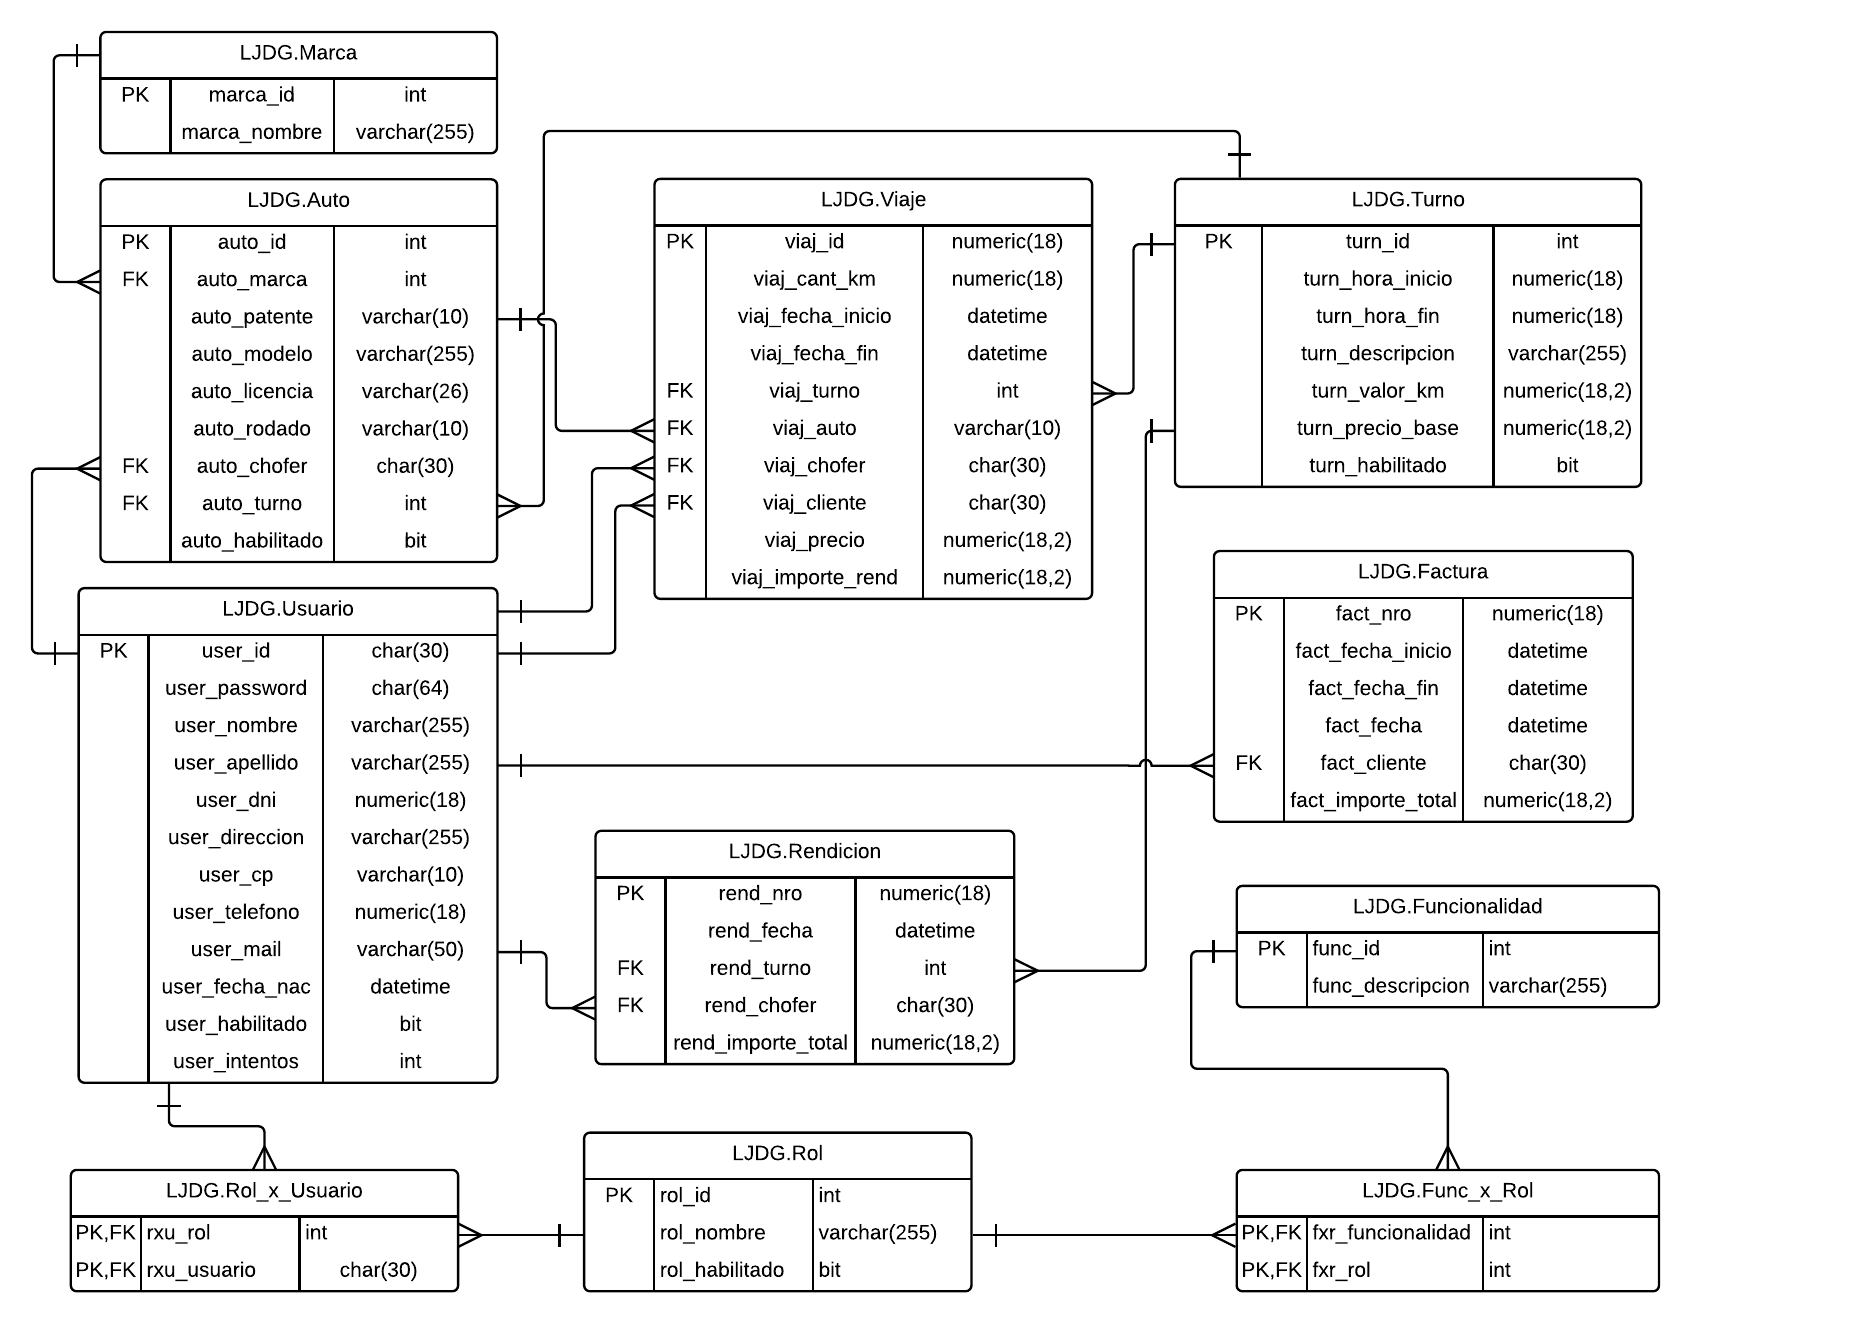 LJDG.Marca
PK marca_id int
marca_nombre varchar(255)
LJDG.Auto
PK auto_id int
FK auto_marca int
auto_patente varchar(10)
auto_modelo varchar(255)
auto_licencia varchar(26)
auto_rodado varchar(10)
FK auto_chofer char(30)
FK auto_turno int
auto_habilitado bit
LJDG.Viaje
PK viaj_id numeric(18)
viaj_cant_km numeric(18)
viaj_fecha_inicio datetime
viaj_fecha_fin datetime
FK viaj_turno int
FK viaj_auto varchar(10)
FK viaj_chofer char(30)
FK viaj_cliente char(30)
viaj_precio numeric(18,2)
viaj_importe_rend numeric(18,2)
LJDG.Turno
PK turn_id int
turn_hora_inicio numeric(18)
turn_hora_fin numeric(18)
turn_descripcion varchar(255)
turn_valor_km numeric(18,2)
turn_precio_base numeric(18,2)
turn_habilitado bit
LJDG.Usuario
PK user_id char(30)
user_password char(64)
user_nombre varchar(255)
user_apellido varchar(255)
user_dni numeric(18)
user_direccion varchar(255)
user_cp varchar(10)
user_telefono numeric(18)
user_mail varchar(50)
user_fecha_nac datetime
user_habilitado bit
user_intentos int
LJDG.Factura
PK fact_nro numeric(18)
fact_fecha_inicio datetime
fact_fecha_fin datetime
fact_fecha datetime
FK fact_cliente char(30)
fact_importe_total numeric(18,2)
LJDG.Rendicion
PK rend_nro numeric(18)
rend_fecha datetime
FK rend_turno int
FK rend_chofer char(30)
rend_importe_total numeric(18,2)
LJDG.Funcionalidad
PK func_id int
func_descripcion varchar(255)
LJDG.Rol_x_Usuario
PK,FK rxu_rol int
PK,FK rxu_usuario char(30)
LJDG.Rol
PK rol_id int
rol_nombre varchar(255)
rol_habilitado bit
LJDG.Func_x_Rol
PK,FK fxr_funcionalidad int
PK,FK fxr_rol int